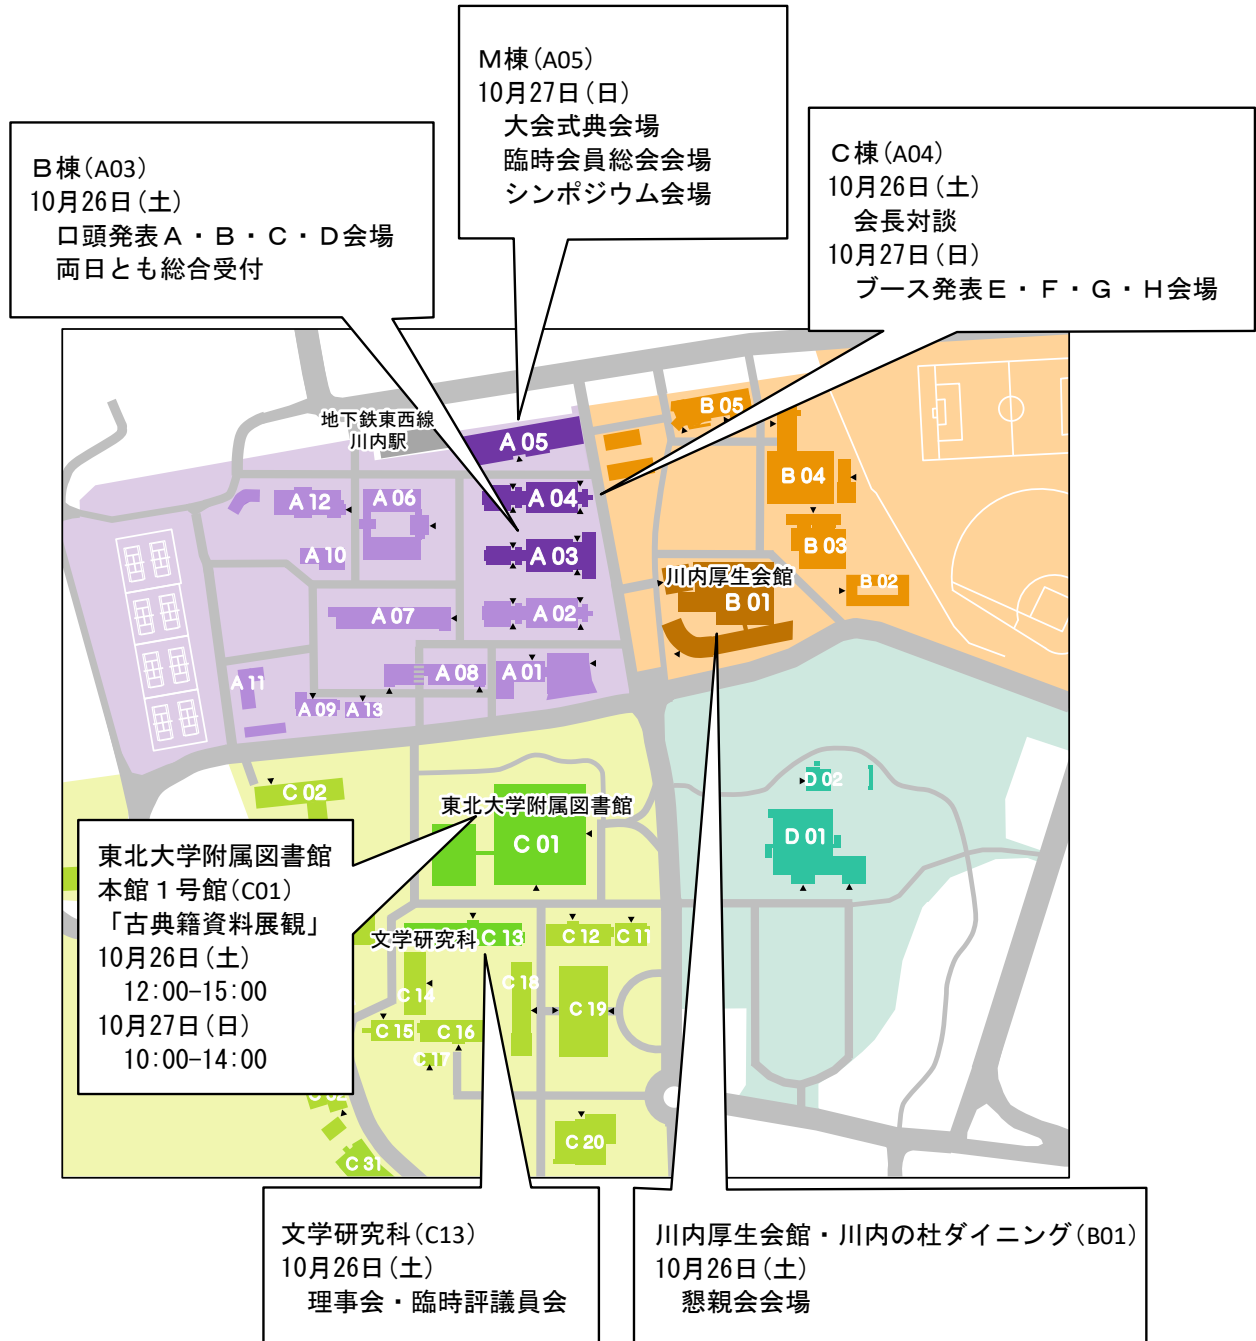 M棟(A05)
10月27日(日)
大会式典会場
臨時会員総会会場
シンポジウム会場
B棟(A03)
10月26日(土)
口頭発表A・B・C・D会場
両日とも総合受付
C棟(A04)
10月26日(土)
会長対談
10月27日(日)
ブース発表E・F・G・H会場
地下鉄東西線
川内駅
A 05
B 05
A 12
A 06
A 04
B 04
A 10
A 03
B 03
川内厚生会館
B 02
B 01
A 07
A 02
A 11
A 08
A 01
A 09
A 13
C 02
D 02
東北大学附属図書館
C 01
D 01
東北大学附属図書館
本館1号館(C01)
「古典籍資料展観」
10月26日(土)
12:00-15:00
10月27日(日)
10:00-14:00
文学研究科
C 13
C 12
C 11
C 14
C 18
C 19
C 15
C 16
C 17
C 20
C 31
文学研究科(C13)
10月26日(土)
理事会・臨時評議員会
川内厚生会館・川内の杜ダイニング(B01)
10月26日(土)
懇親会会場